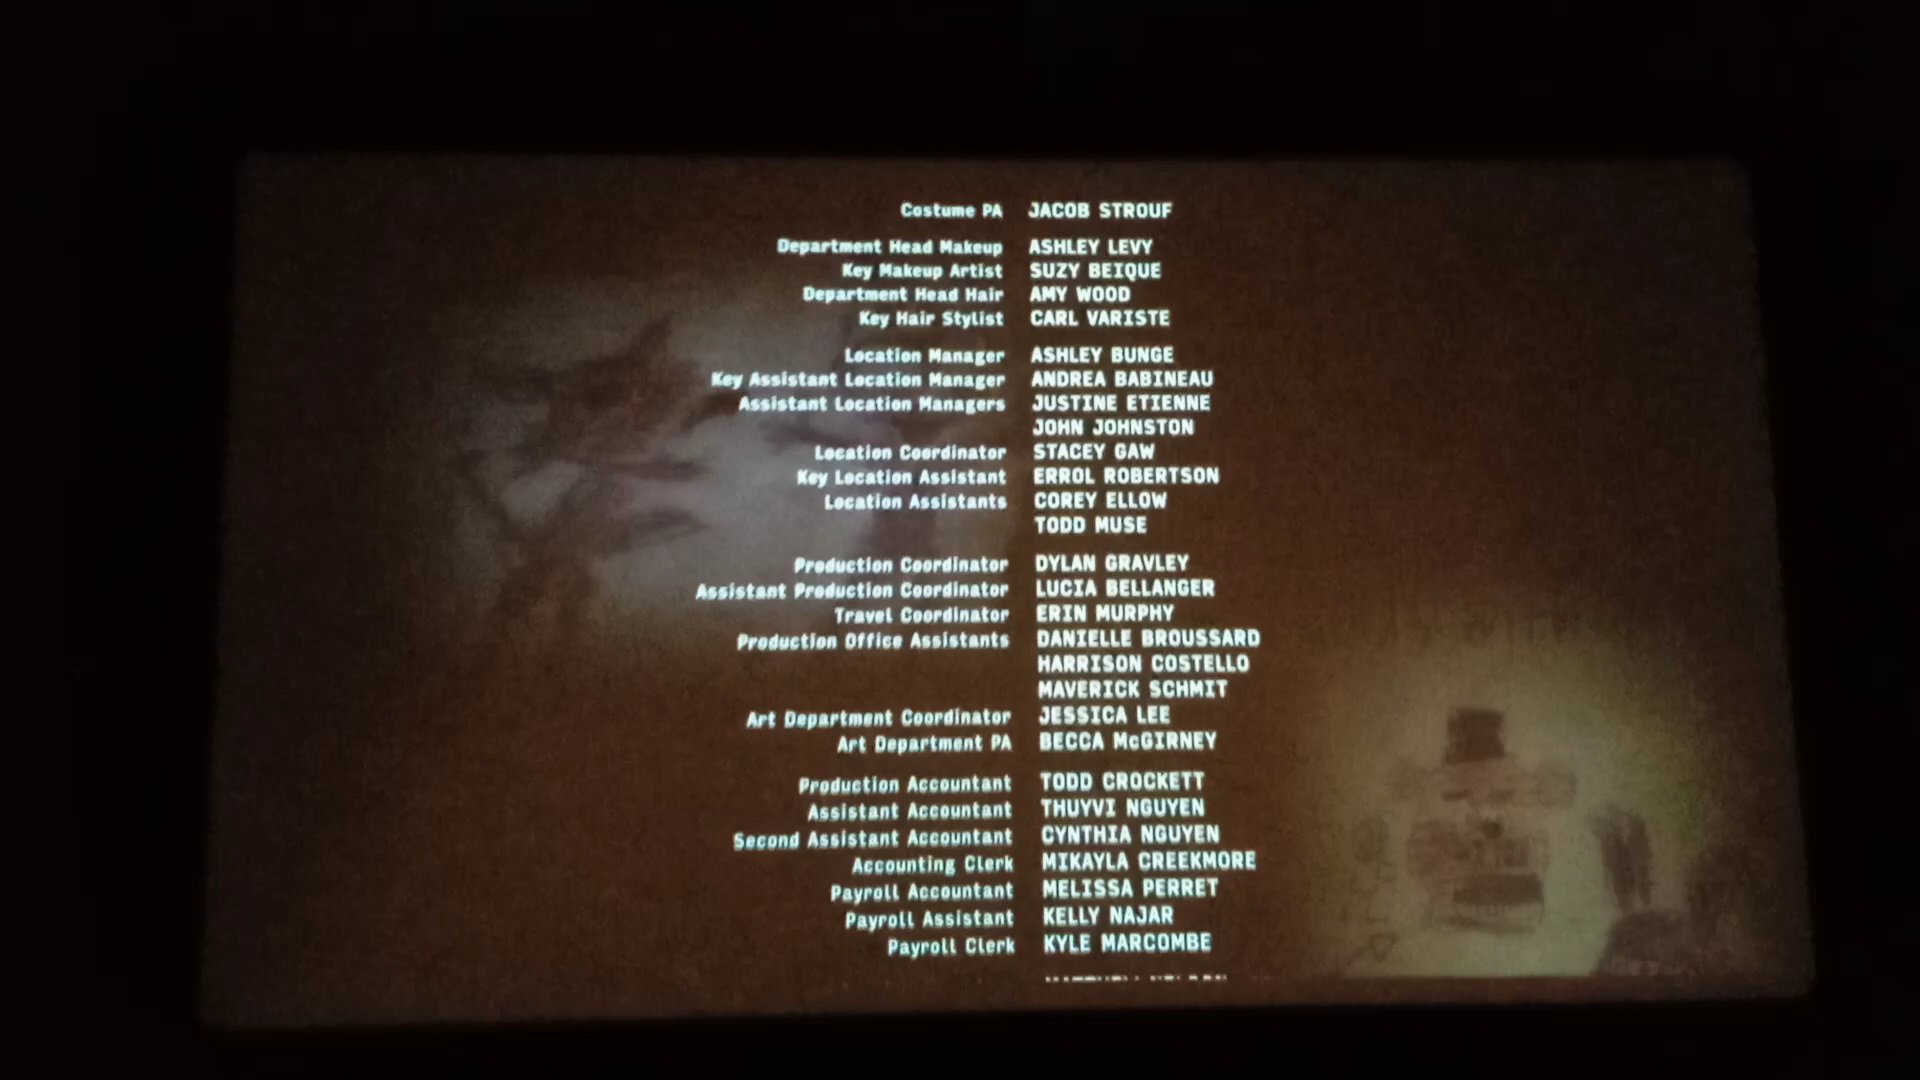 Costume PA JACOB STROUF
Department Head Makeup ASHLEY LEVY
Key Makeup Artist SUZY BEIQUE
Department Head Hair AMY WOOD
Key Hair Stylist CARL VARISTE
Location Manager ASHLEY BUNGE
Key Assistant Location Manager ANDREA BABINEAU
Assistant Location Managers JUSTINE ETIENNE
JOHN JOHNSTON
Location Coordinator STACEY GAW
Key Location Assistant ERROL ROBERTSON
Location Assistants COREY ELLOW
TODD MUSE
Production Coordinator DYLAN GRAVLEY
Assistant Production Coordinator LUCIA BELLANGER
Travel Coordinator ERIN MURPHY
Production Office Assistants DANIELLE BROUSSARD
HARRISON COSTELLO
MAVERICK SCHMIT
Art Department Coordinator JESSICA LEE
Art Department PA BECCA McGIRNEY
Production Accountant TODD CROCKETT
Assistant Accountant THUYVI NGUYEN
Second Assistant Accountant CYNTHIA NGUYEN
Accounting Clerk MIKAYLA CREEKMORE
Payroll Accountant MELISSA PERRET
Payroll Assistant KELLY NAJAR
Payroll Clerk KYLE MARCOMBE